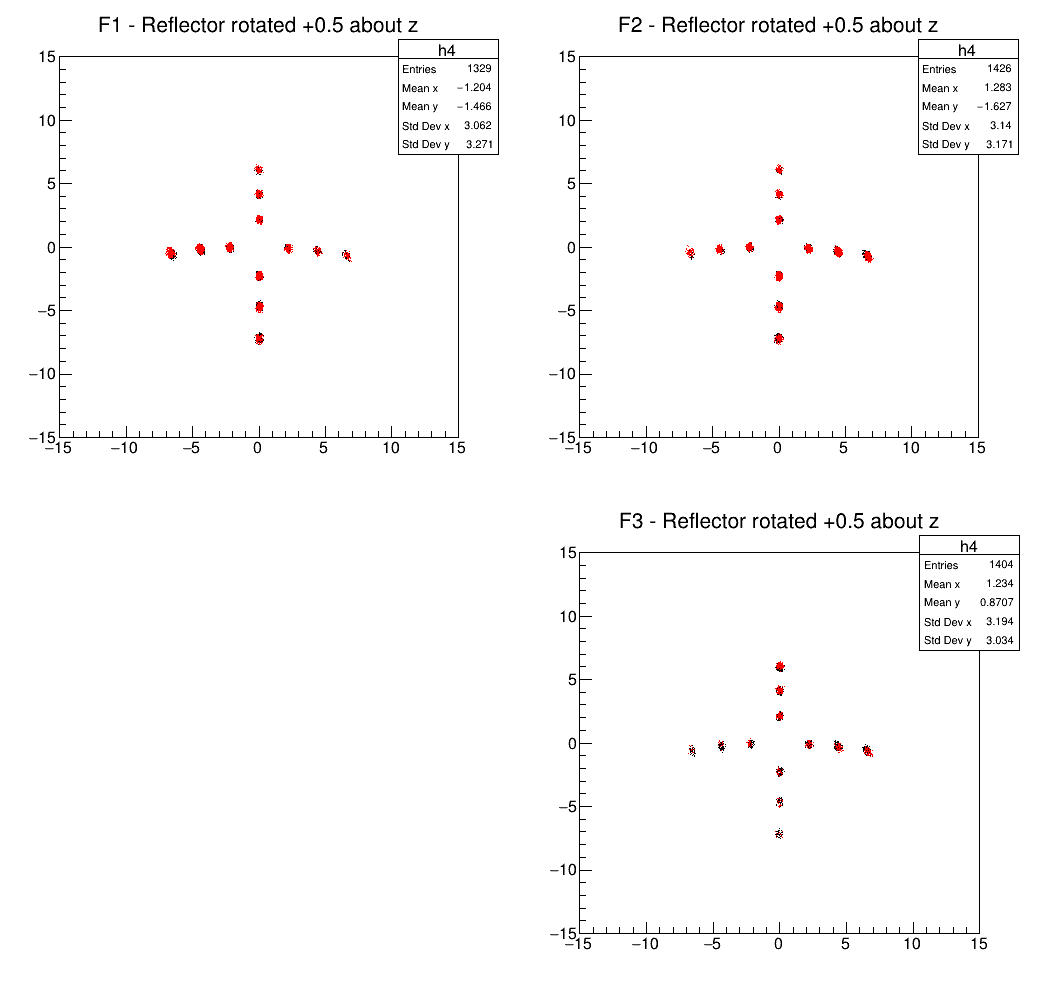 F1 - Reflector rotated +0.5 about z
h4
Entries 1329
Mean x −1.204
Mean y −1.466
Std Dev x 3.062
Std Dev y 3.271
15
10
5
0
−5
−10
−15
−15 −10 −5 0 5 10 15
F2 - Reflector rotated +0.5 about z
h4
Entries 1426
Mean x 1.283
Mean y −1.627
Std Dev x 3.14
Std Dev y 3.171
15
10
5
0
−5
−10
−15
−15 −10 −5 0 5 10 15
F3 - Reflector rotated +0.5 about z
h4
Entries 1404
Mean x 1.234
Mean y 0.8707
Std Dev x 3.194
Std Dev y 3.034
15
10
5
0
−5
−10
−15
−15 −10 −5 0 5 10 15